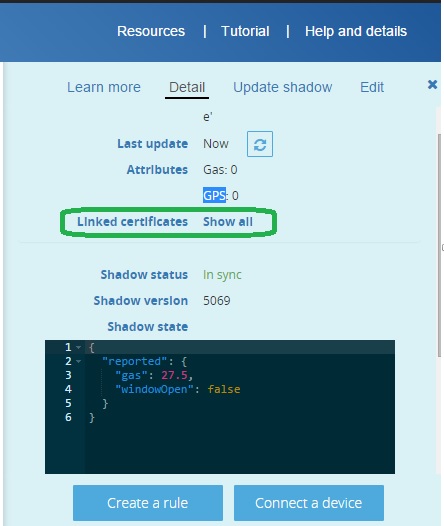 Resources | Tutorial | Help and details
Learn more Detail Update shadow Edit ×
e'
Last update Now
Attributes Gas: 0
GPS: 0
Linked certificates Show all
Shadow status In sync
Shadow version 5069
Shadow state
1 {
2 "reported": {
3 "gas": 27.5,
4 "windowOpen": false
5 }
6 }
Create a rule Connect a device